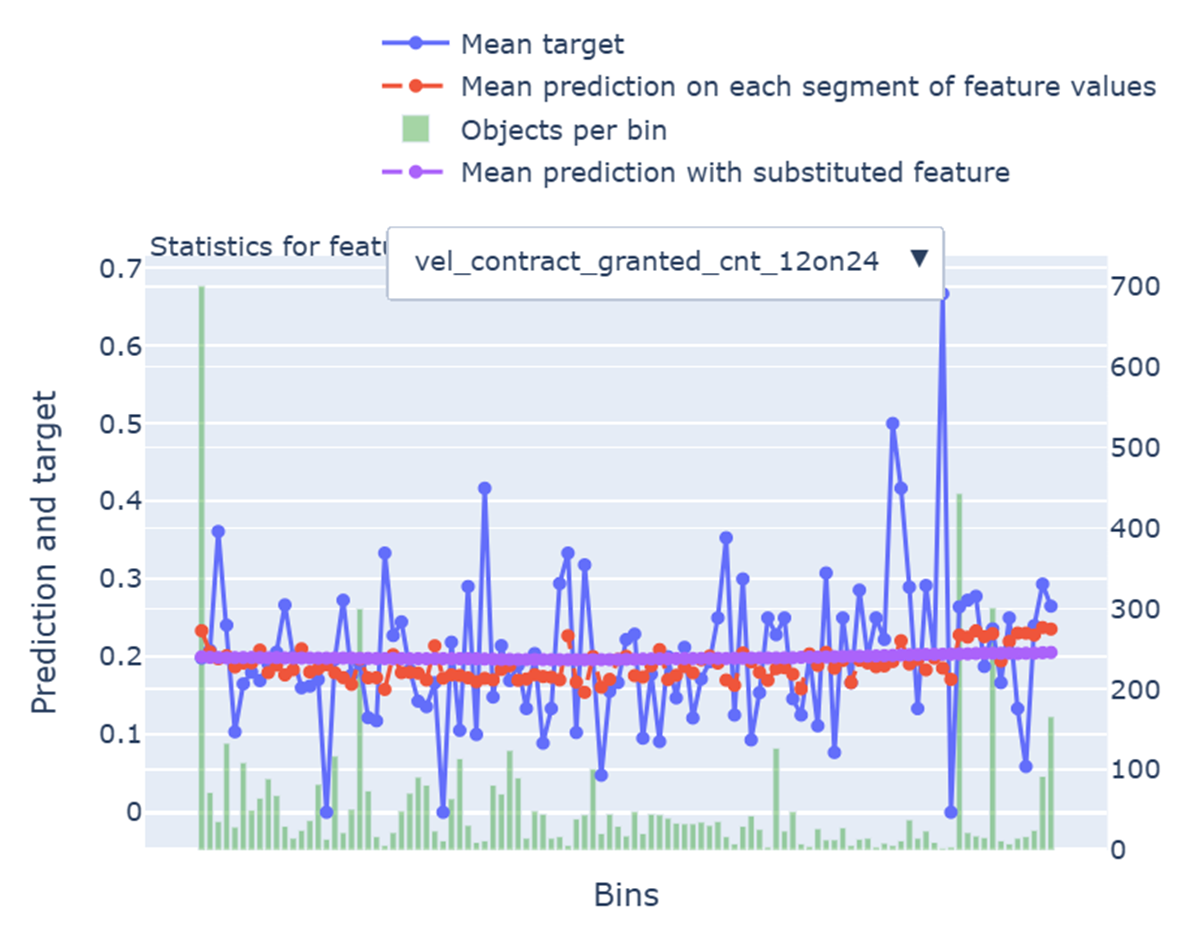 Mean target
Mean prediction on each segment of feature values
Objects per bin
Mean prediction with substituted feature
Statistics for featu
vel_contract_granted_cnt_12on24 ▼
0.7
0.6
0.5
0.4
0.3
0.2
0.1
0
700
600
500
400
300
200
100
0
Prediction and target
Bins